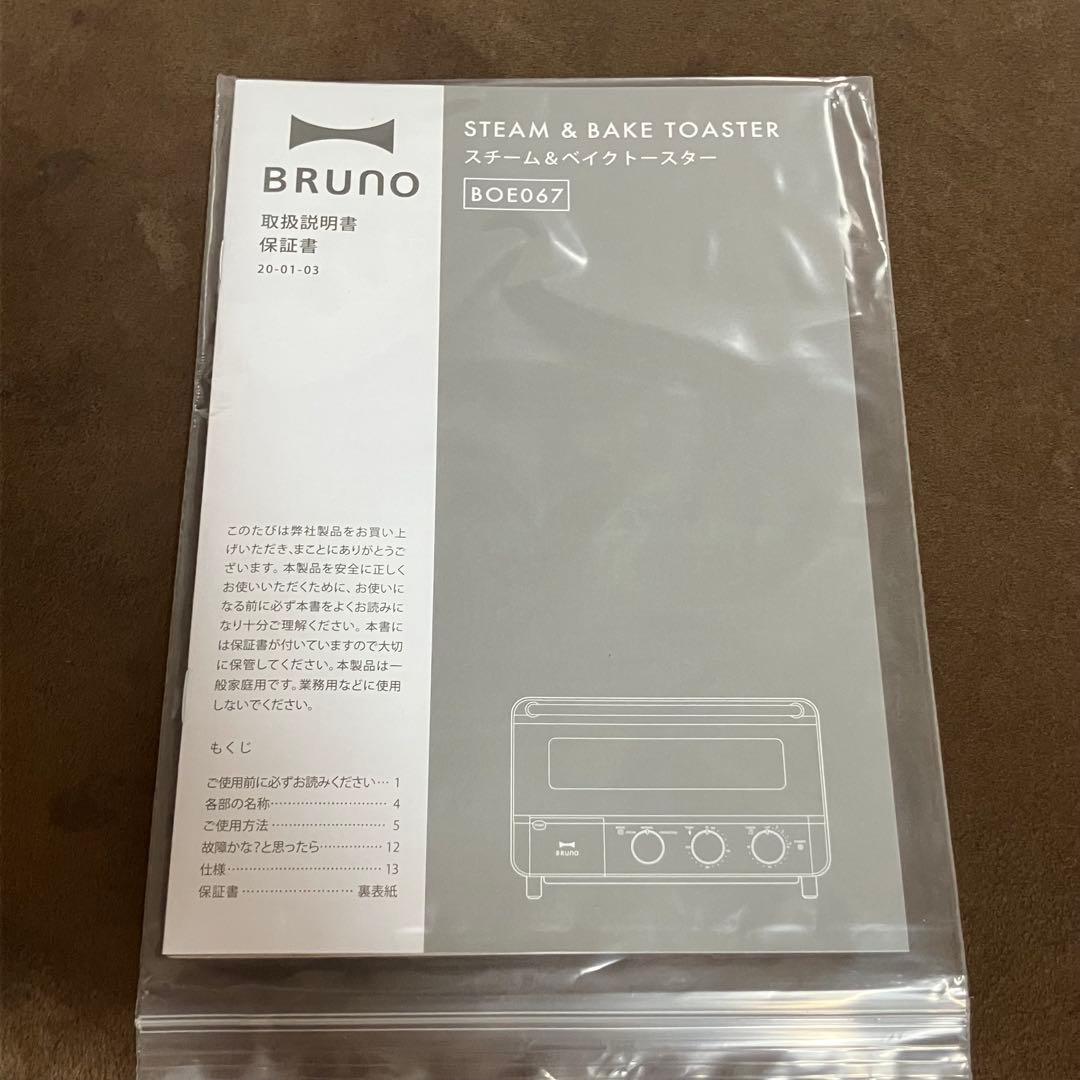 BRUNO
取扱説明書
保証書
20-01-03
STEAM & BAKE TOASTER
スチーム＆ベイクトースター
BOE067
このたびは弊社製品をお買い上
げいただき、まことにありがとうご
ざいます。本製品を安全に正しく
お使いいただくために、お使いに
なる前に必ず本書をよくお読みに
なり十分ご理解ください。本書に
は保証書が付いていますので大切
に保管してください。本製品は一
般家庭用です。業務用などに使用
しないでください。
もくじ
ご使用前に必ずお読みください… 1
各部の名称……………………… 4
ご使用方法……………………… 5
故障かな？と思ったら…………… 12
仕様……………………………… 13
保証書……………………… 裏表紙
BRUNO